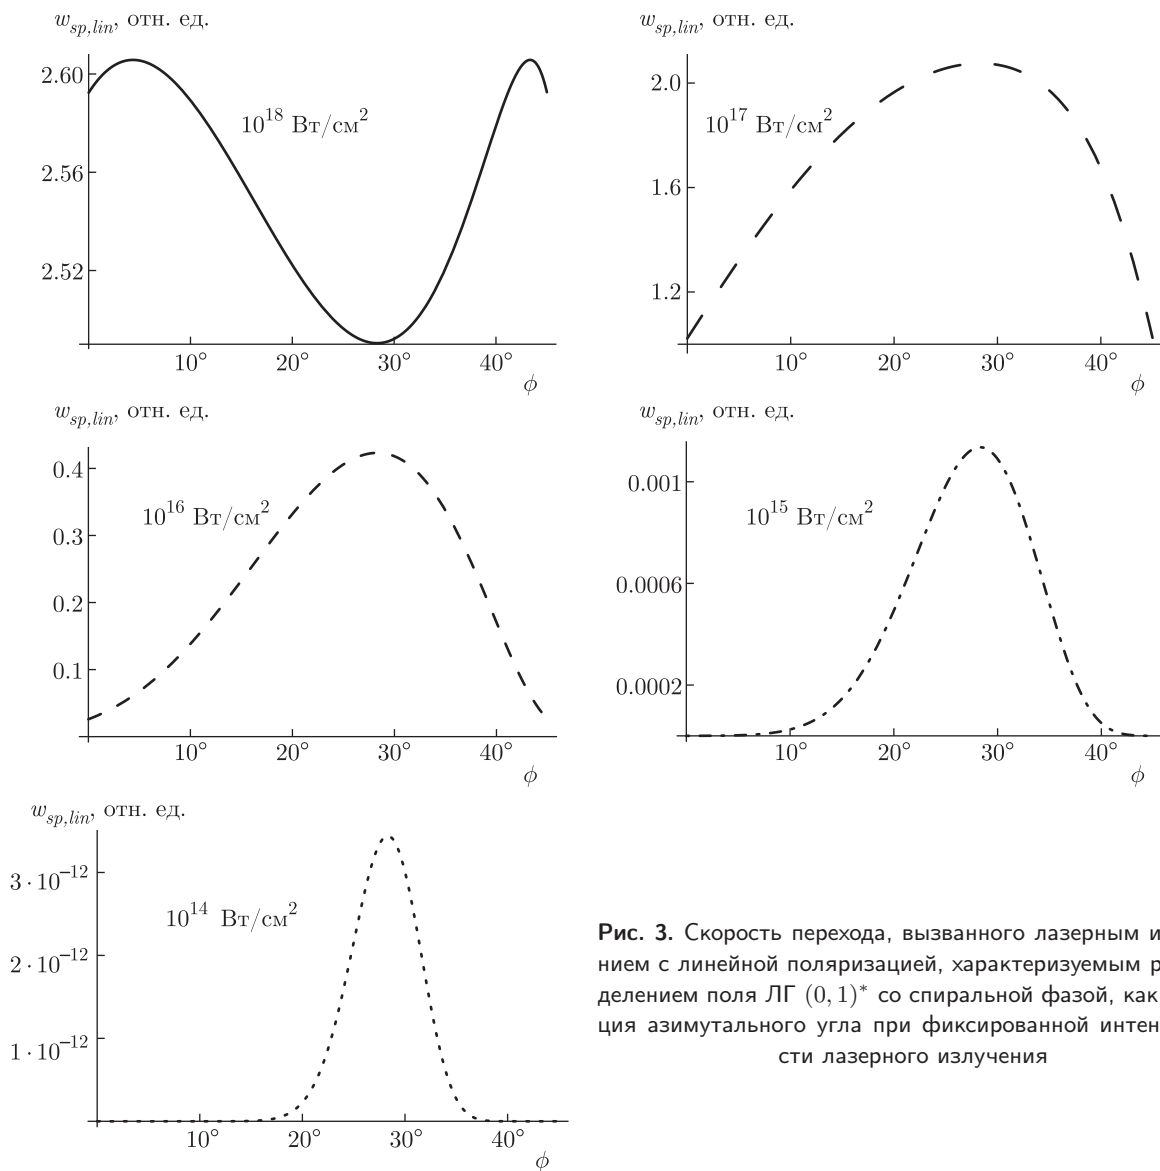 w_{sp,lin}, отн. ед.
2.60
2.56
2.52
10^{18} Вт/см^2
10° 20° 30° 40°
ϕ
w_{sp,lin}, отн. ед.
2.0
1.6
1.2
10^{17} Вт/см^2
10° 20° 30° 40°
ϕ
w_{sp,lin}, отн. ед.
0.4
0.3
0.2
0.1
10^{16} Вт/см^2
10° 20° 30° 40°
ϕ
w_{sp,lin}, отн. ед.
0.001
0.0006
0.0002
10^{15} Вт/см^2
10° 20° 30° 40°
ϕ
w_{sp,lin}, отн. ед.
3·10^{−12}
2·10^{−12}
1·10^{−12}
10^{14} Вт/см^2
10° 20° 30° 40°
ϕ
Рис. 3. Скорость перехода, вызванного лазерным и
нием с линейной поляризацией, характеризуемым р
делением поля ЛГ (0, 1)* со спиральной фазой, как
ция азимутального угла при фиксированной интен
сти лазерного излучения